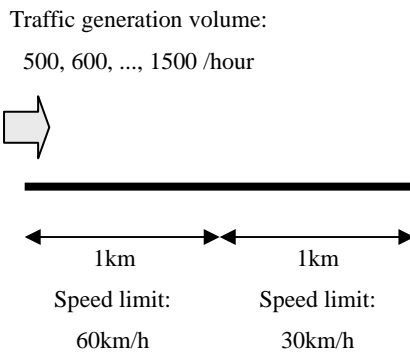 Traffic generation volume:
500, 600, ..., 1500 /hour
1km
1km
Speed limit:
Speed limit:
60km/h
30km/h